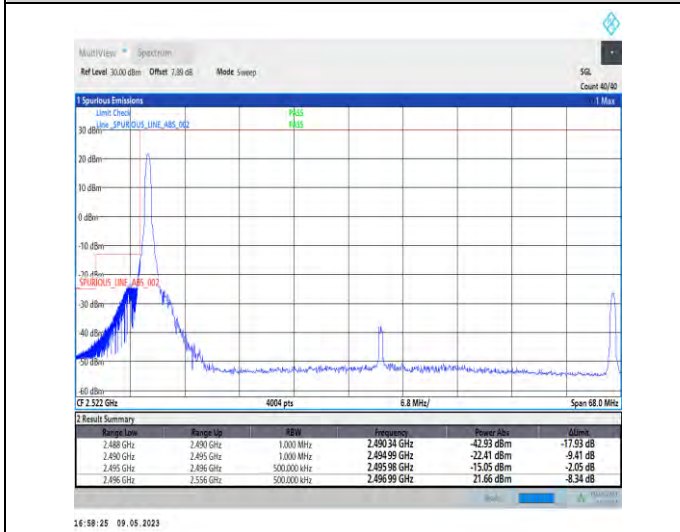 MultiView Spectrum
Ref Level 30.00 dBm Offset 7.89 dB Mode Sweep SGL
Count 40/40
1 Spurious Emissions 1 Max
Limit Check PASS
Line _SPURIOUS_LINE_ABS_002 PASS
30 dBm
20 dBm
10 dBm
0 dBm
-10 dBm
-20 dBm
SPURIOUS_LINE_ABS_002
-30 dBm
-40 dBm
-50 dBm
-60 dBm
CF 2.522 GHz 4004 pts 6.8 MHz/ Span 68.0 MHz
2 Result Summary
Range Low Range Up RBW Frequency Power Abs ΔLimit
2.488 GHz 2.490 GHz 1.000 MHz 2.490 34 GHz -42.93 dBm -17.93 dB
2.490 GHz 2.495 GHz 1.000 MHz 2.494 99 GHz -22.41 dBm -9.41 dB
2.495 GHz 2.496 GHz 500.000 kHz 2.495 98 GHz -15.05 dBm -2.05 dB
2.496 GHz 2.556 GHz 500.000 kHz 2.496 99 GHz 21.66 dBm -8.34 dB
16:58:25 09.05.2023